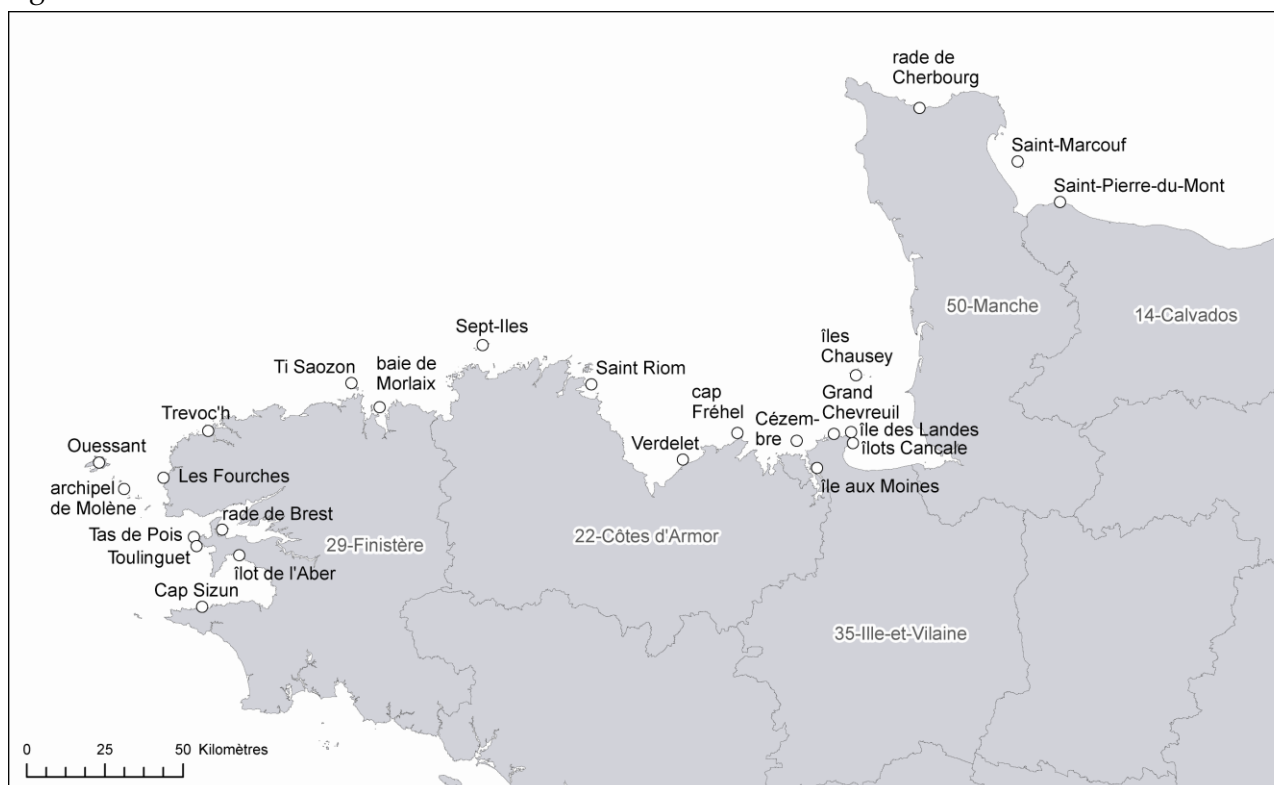 rade de
Cherbourg
Saint-Marcouf
Saint-Pierre-du-Mont
50-Manche
14-Calvados
Sept-Iles
îles
Chausey
Ti Saozon
baie de
Morlaix
Saint Riom
cap
Fréhel
Grand
Chevreuil
Cézem-
bre
île des Landes
îlots Cancale
Trevoc'h
Verdelet
Ouessant
Les Fourches
île aux Moines
archipel
de Molène
rade de Brest
Tas de Pois
Toulinguet
29-Finistère
22-Côtes d'Armor
îlot de l'Aber
Cap Sizun
35-Ille-et-Vilaine
0 25 50 Kilomètres